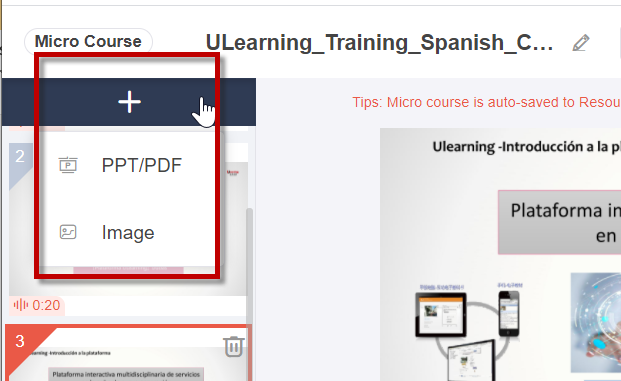 Micro Course
ULearning_Training_Spanish_C...
+
Tips: Micro course is auto-saved to Resou
2
PPT/PDF
Image
0:20
3
learning -Introducción a la plataforma
Plataforma interactiva multidisciplinaria de servicios
Ulearning -Introducción a la pl
Plataforma in
en